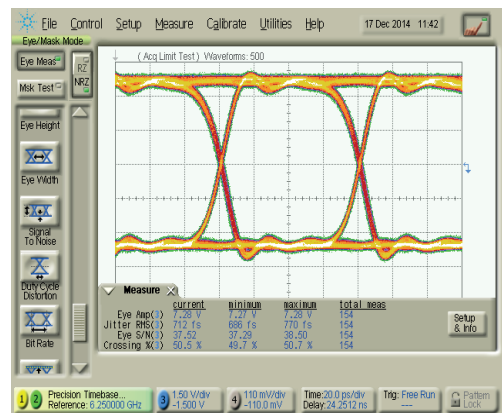 File Control Setup Measure Calibrate Utilities Help 17 Dec 2014 11:42
Eye/Mask Mode
Eye Meas
RZ
NRZ
Msk Test
( Acq Limit Test ) Waveforms: 500
Eye Height
Eye Width
Signal
To Noise
Duty Cycle
Distortion
Bit Rate
Measure
current minimum maximum total meas
Eye Amp(3) 7.28 V 7.27 V 7.28 V 154
Jitter RMS(3) 712 fs 686 fs 770 fs 154
Eye S/N(3) 37.52 37.29 38.50 154
Crossing %(3) 50.5 % 49.7 % 50.7 % 154
Setup
& Info
1 2 Precision Timebase...
Reference: 6.250000 GHz
3 1.50 V/div
-1.500 V
4 110 mV/div
-110.0 mV
Time:20.0 ps/div
Delay:24.2512 ns
Trig: Free Run
----
Pattern
Lock